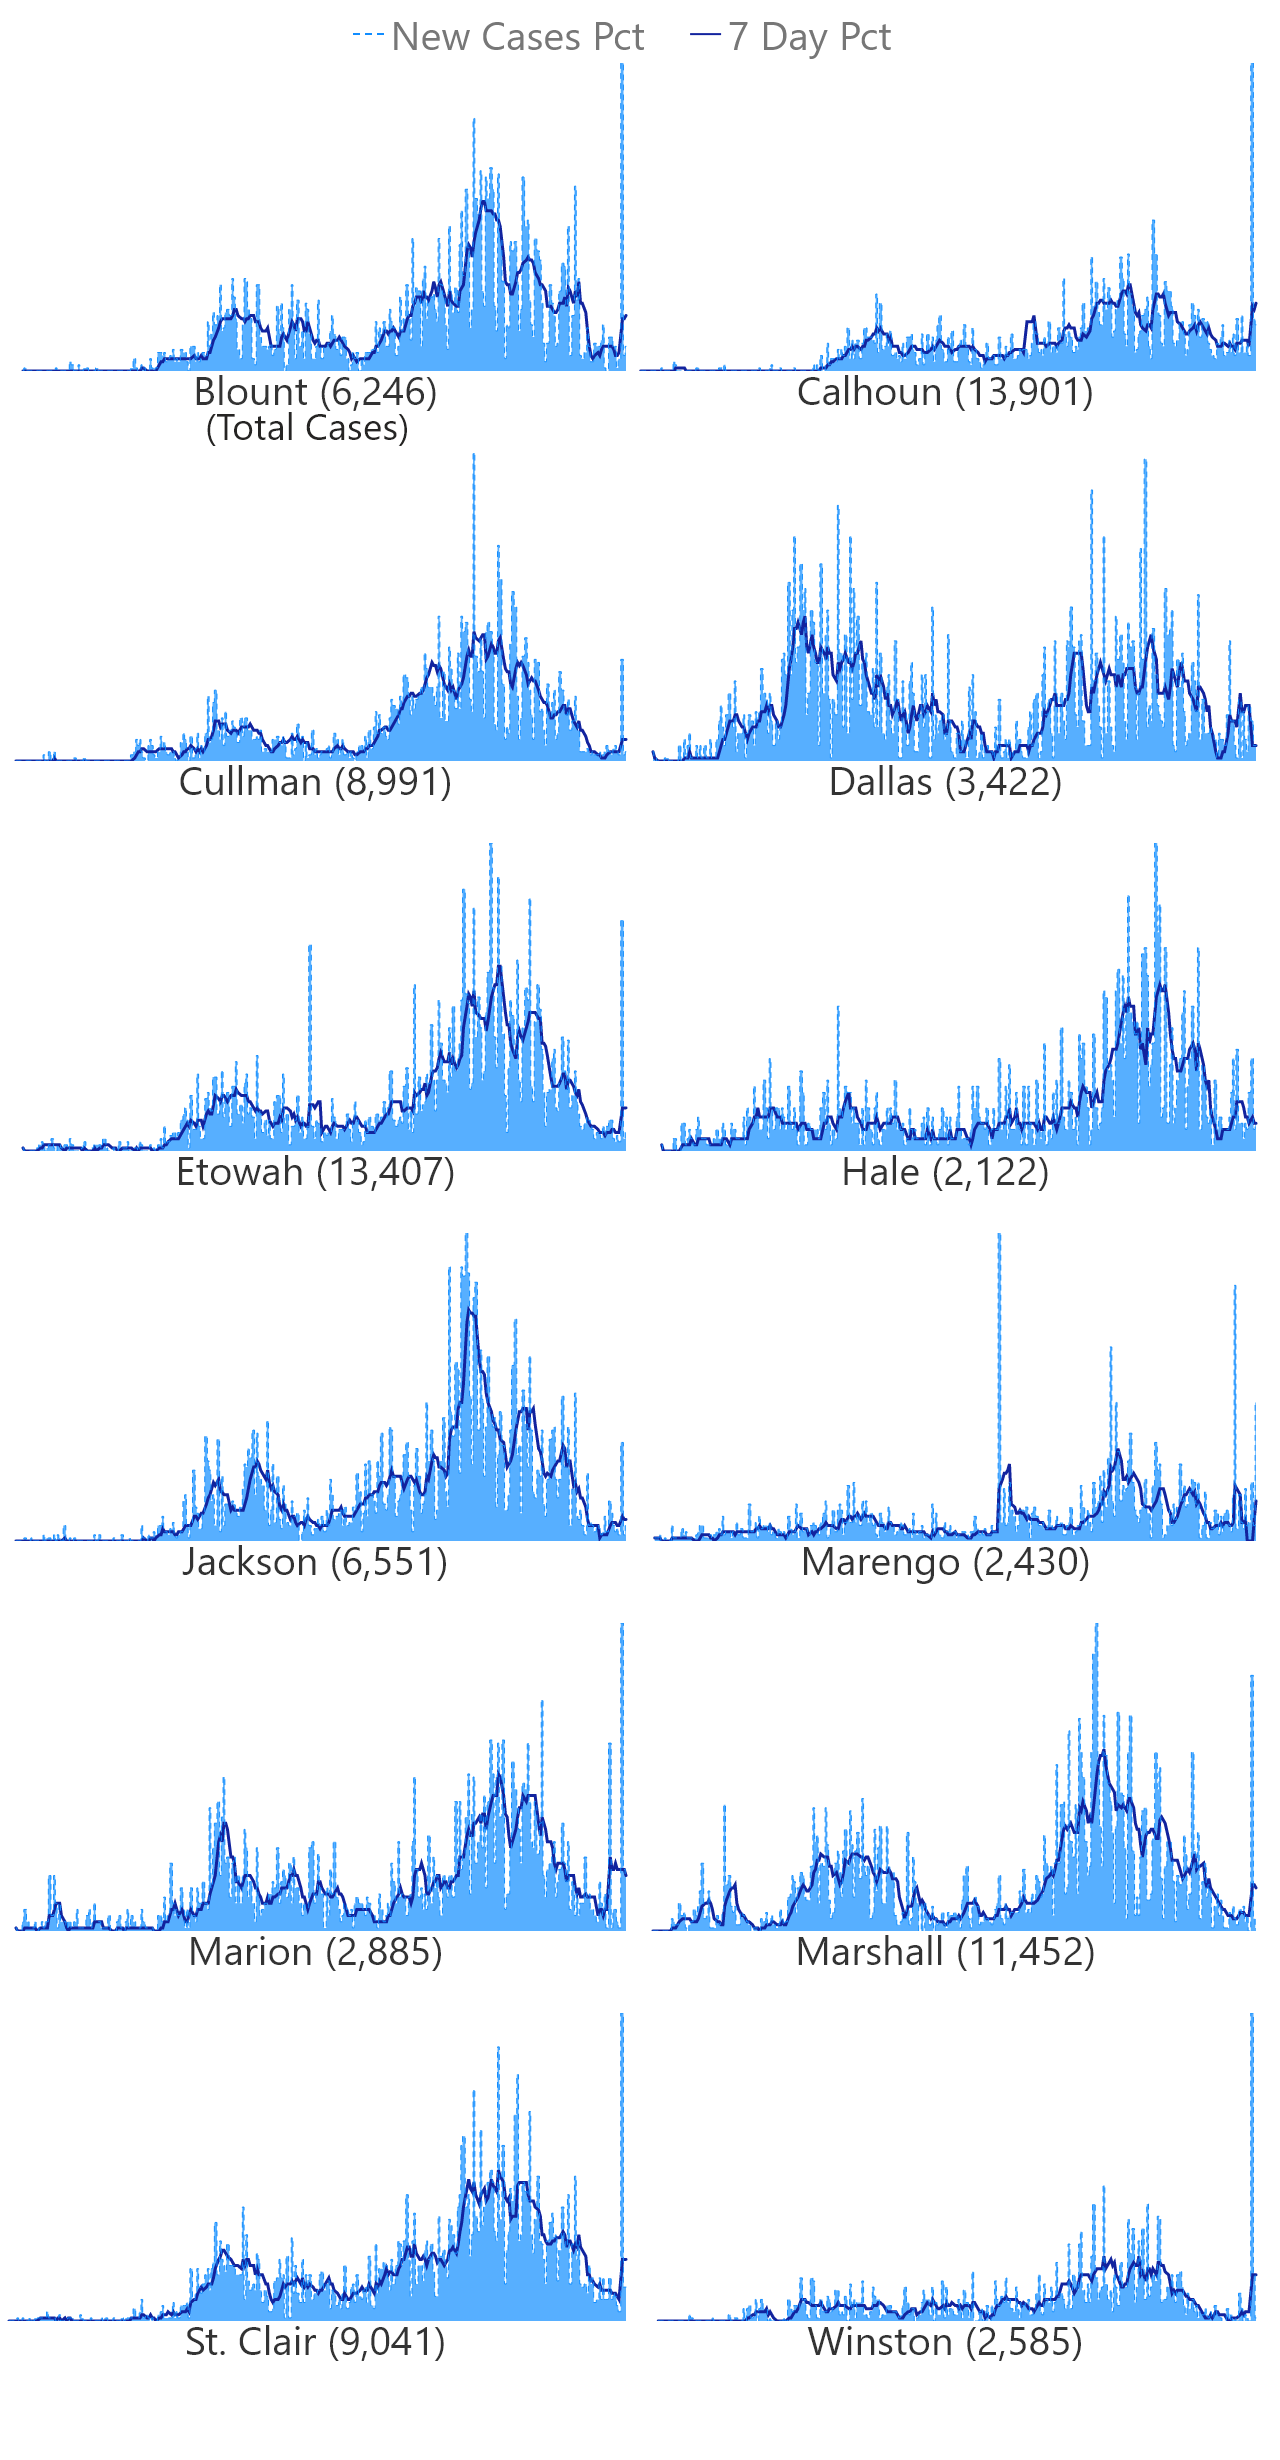 New Cases Pct 7 Day Pct
Blount (6,246) Calhoun (13,901)
(Total Cases)
Cullman (8,991) Dallas (3,422)
Etowah (13,407) Hale (2,122)
Jackson (6,551) Marengo (2,430)
Marion (2,885) Marshall (11,452)
St. Clair (9,041) Winston (2,585)